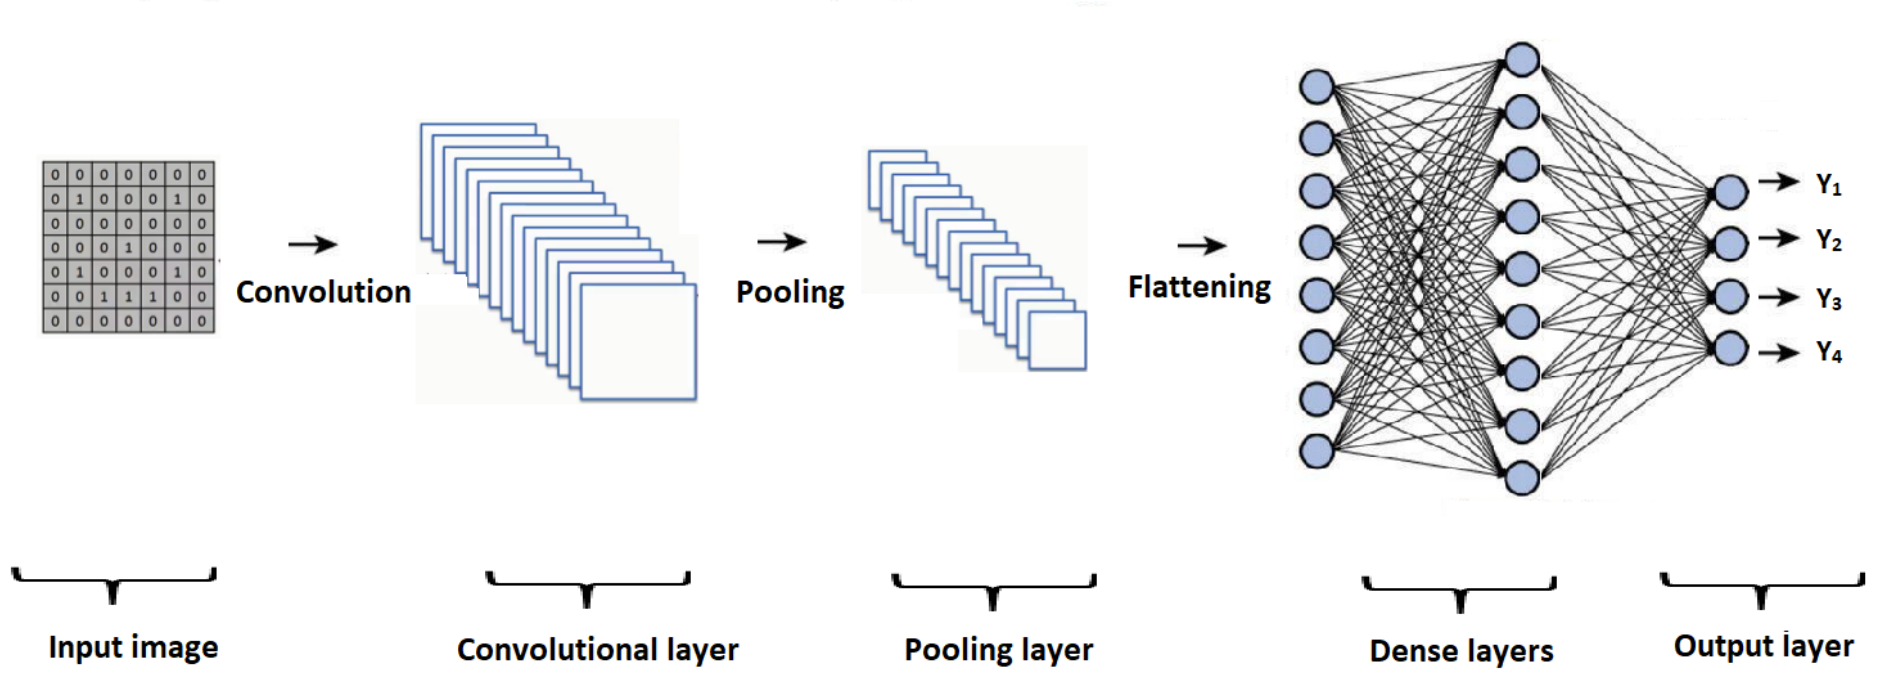 0 0 0 0 0 0 0
0 1 0 0 0 1 0
0 0 0 0 0 0 0
0 0 0 1 0 0 0
0 1 0 0 0 1 0
0 0 1 1 1 0 0
0 0 0 0 0 0 0
Convolution
Pooling
Flattening
Y1
Y2
Y3
Y4
Input image
Convolutional layer
Pooling layer
Dense layers
Output layer